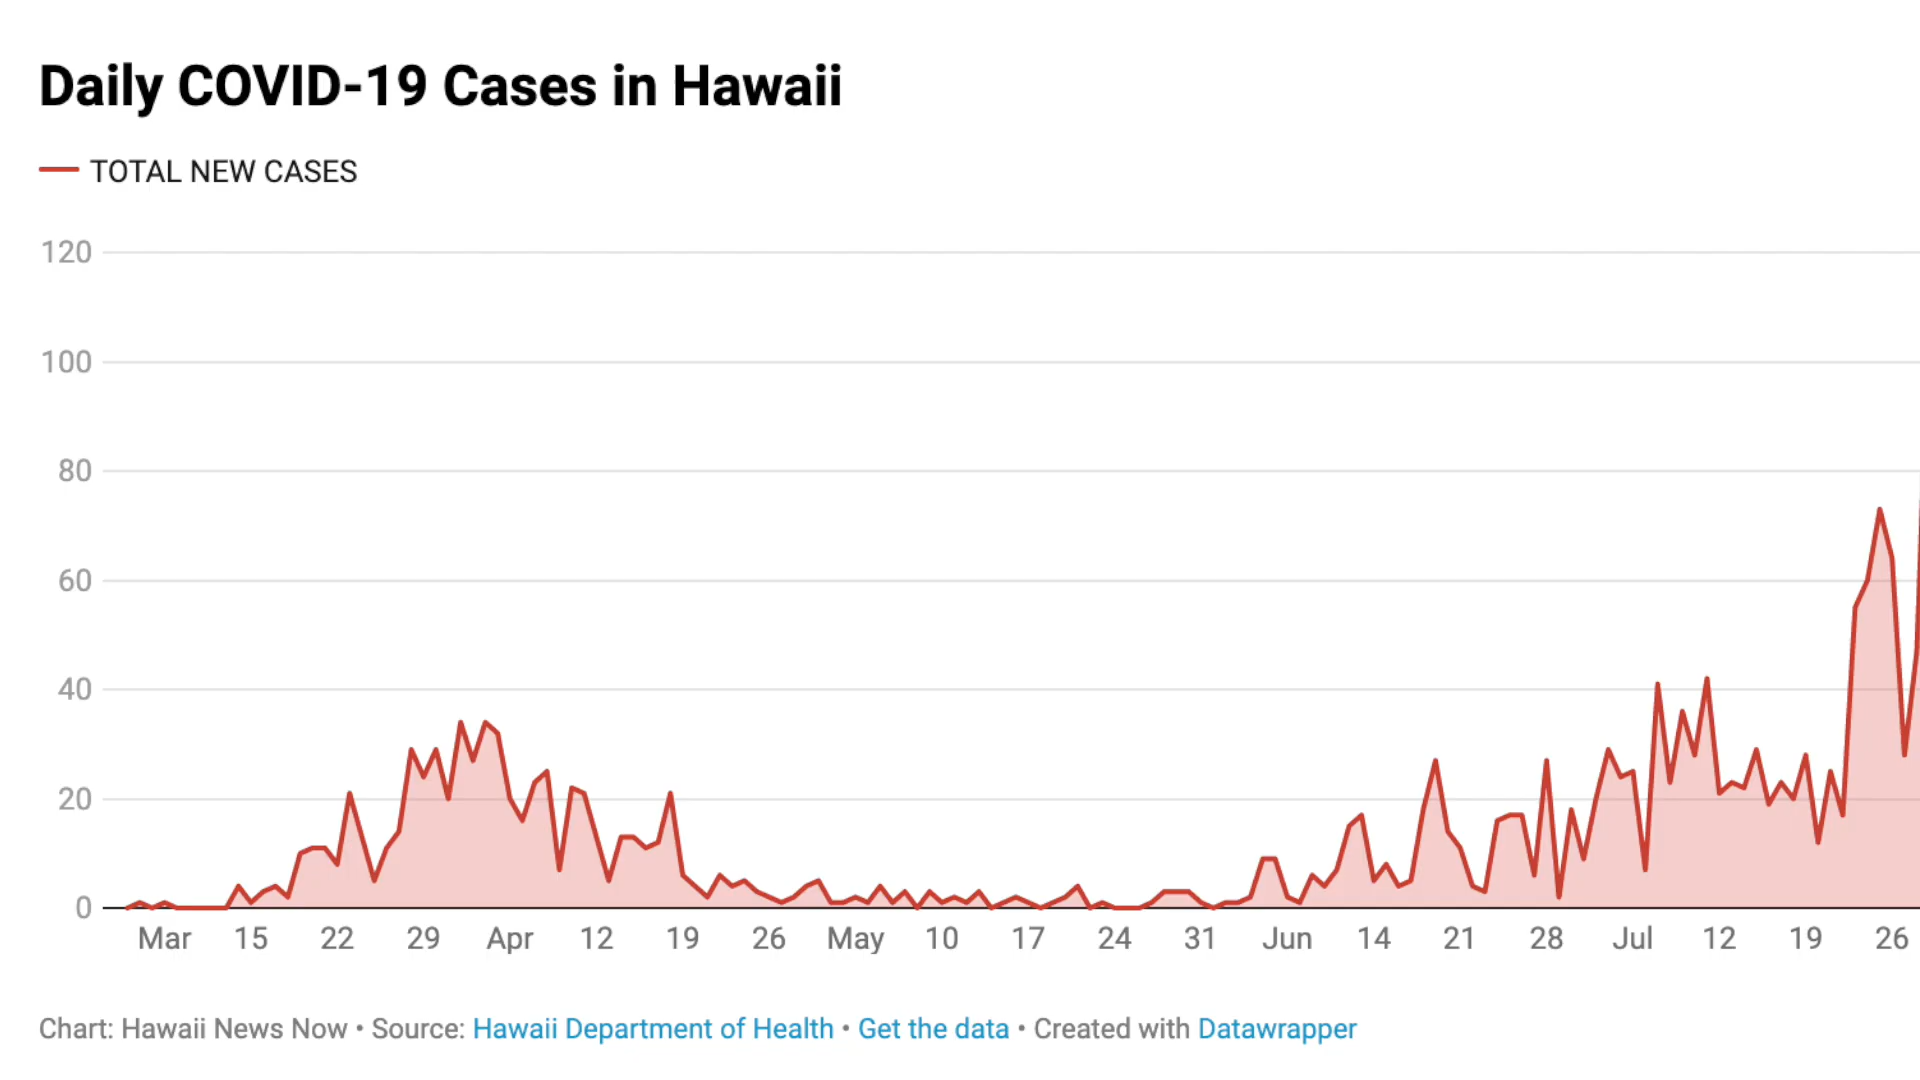 Daily COVID-19 Cases in Hawaii
TOTAL NEW CASES
120
100
80
60
40
20
0
Mar 15 22 29 Apr 12 19 26 May 10 17 24 31 Jun 14 21 28 Jul 12 19 26
Chart: Hawaii News Now • Source: Hawaii Department of Health • Get the data • Created with Datawrapper